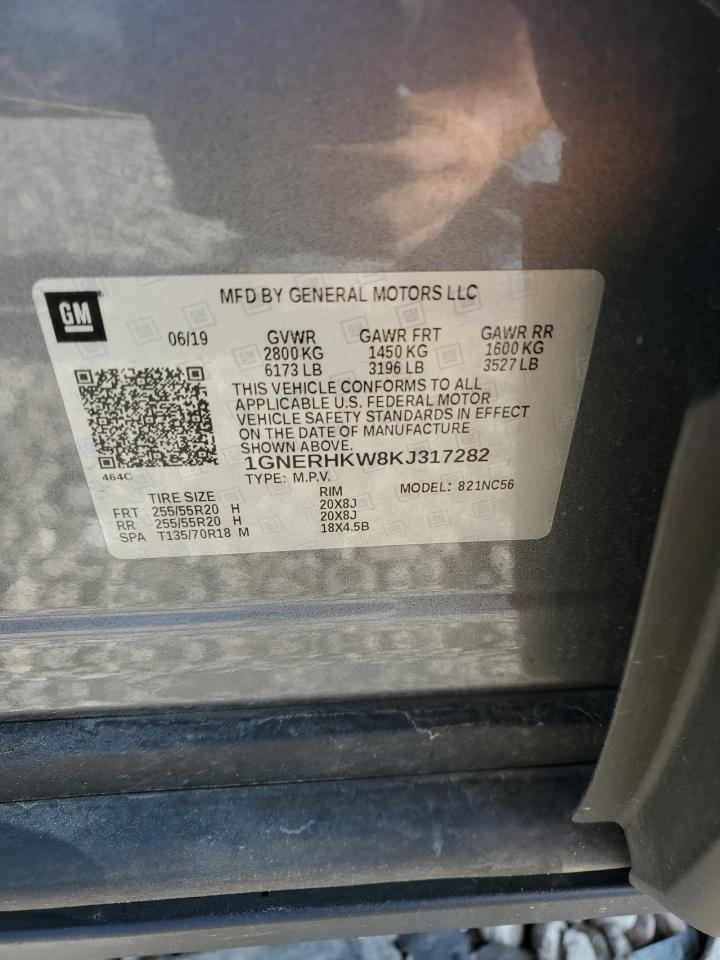 GM
MFD BY GENERAL MOTORS LLC
06/19 GVWR GAWR FRT GAWR RR
2800 KG 1450 KG 1600 KG
6173 LB 3196 LB 3527 LB
THIS VEHICLE CONFORMS TO ALL
APPLICABLE U.S. FEDERAL MOTOR
VEHICLE SAFETY STANDARDS IN EFFECT
ON THE DATE OF MANUFACTURE
SHOWN ABOVE.
464C 1GNERHKW8KJ317282
TYPE: M.P.V. MODEL: 821NC56
TIRE SIZE RIM
FRT 255/55R20 H 20X8J
RR 255/55R20 H 20X8J
SPA T135/70R18 M 18X4.5B